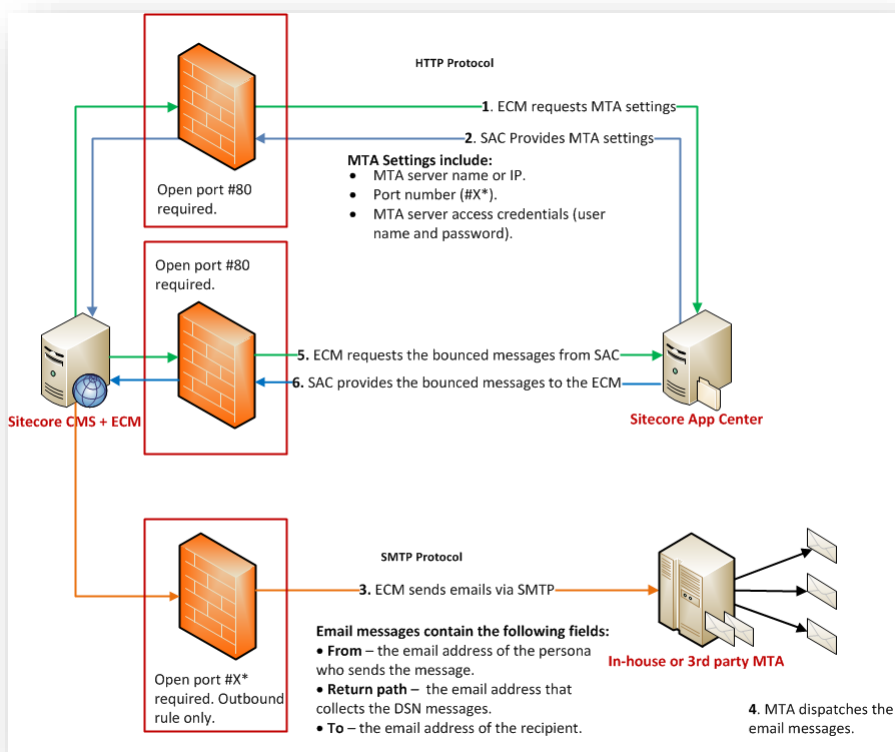 HTTP Protocol
1. ECM requests MTA settings
2. SAC Provides MTA settings
MTA Settings include:
• MTA server name or IP.
• Port number (#X*).
• MTA server access credentials (user
name and password).
Open port #80
required.
Open port #80
required.
5. ECM requests the bounced messages from SAC
6. SAC provides the bounced messages to the ECM
Sitecore CMS + ECM
Sitecore App Center
SMTP Protocol
3. ECM sends emails via SMTP
Email messages contain the following fields:
• From – the email address of the persona
who sends the message.
• Return path – the email address that
collects the DSN messages.
• To – the email address of the recipient.
Open port #X*
required. Outbound
rule only.
In-house or 3rd party MTA
4. MTA dispatches the
email messages.